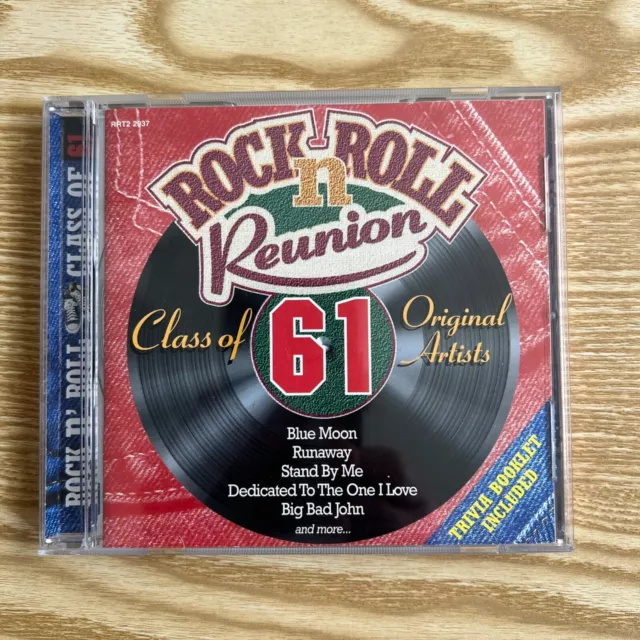 RRT2 2937
ROCK n ROLL
Reunion
Class of 61 Original
Artists
Blue Moon
Runaway
Stand By Me
Dedicated To The One I Love
Big Bad John
and more...
TRIVIA BOOKLET
INCLUDED
ROCK N' ROLL CLASS OF 61